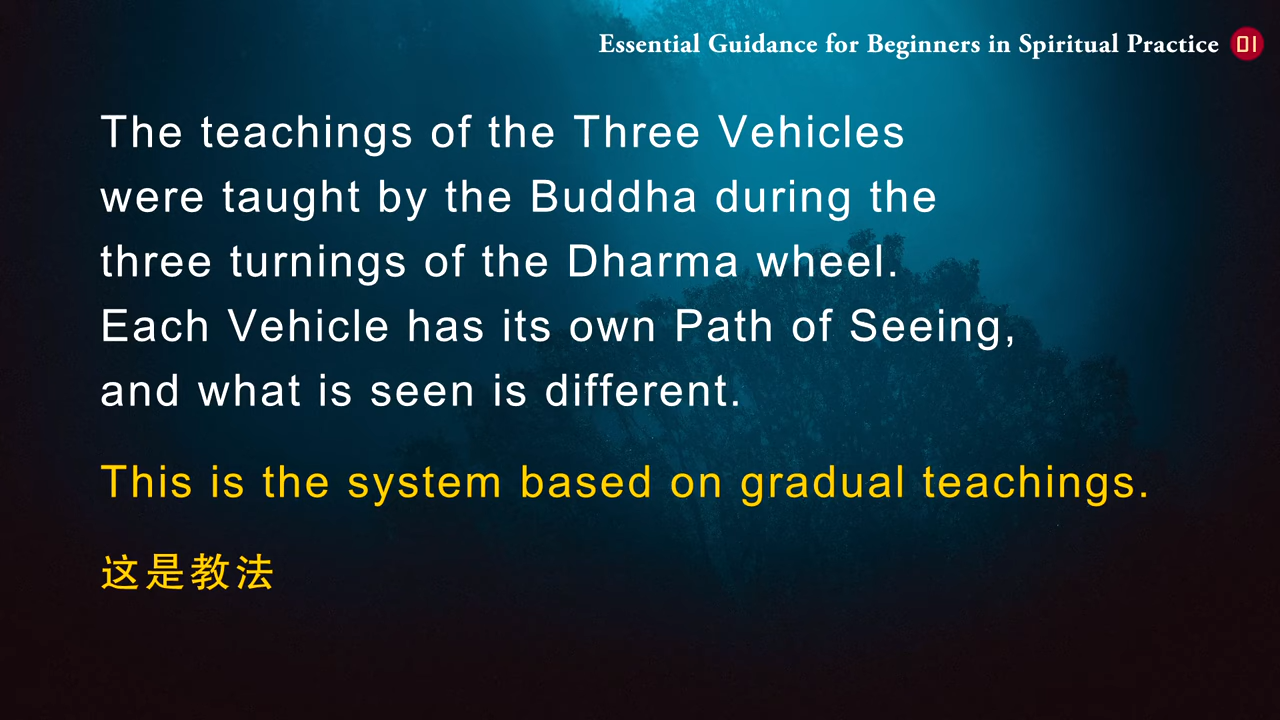 Essential Guidance for Beginners in Spiritual Practice 01
The teachings of the Three Vehicles
were taught by the Buddha during the
three turnings of the Dharma wheel.
Each Vehicle has its own Path of Seeing,
and what is seen is different.
This is the system based on gradual teachings.
这是教法